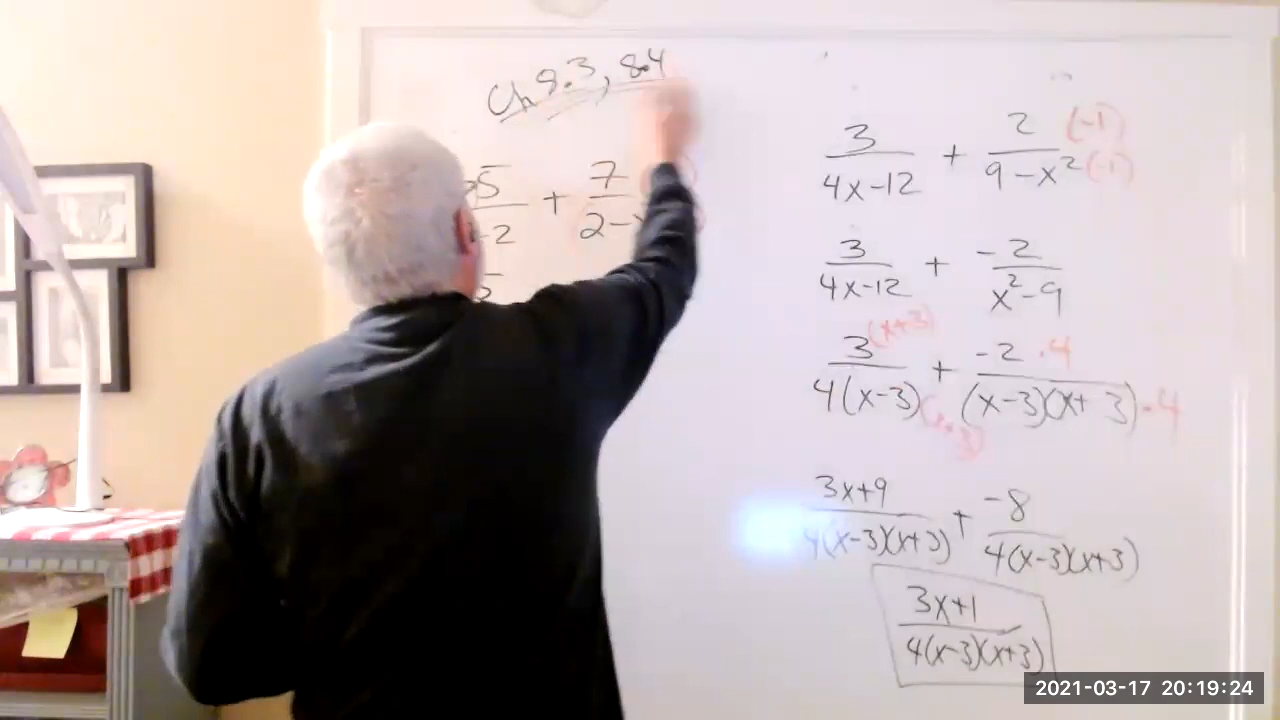 Ch 8.3, 8.4
5 + 7
-2 2-
5
3 + 2 (-1)
4x-12 9-x² (-1)
3 + -2
4x-12 x²-9
3(x+3) + -2 · 4
4(x-3)(x+3) (x-3)(x+3) · 4
3x+9 + -8
4(x-3)(x+3) 4(x-3)(x+3)
3x+1
4(x-3)(x+3)
2021-03-17 20:19:24